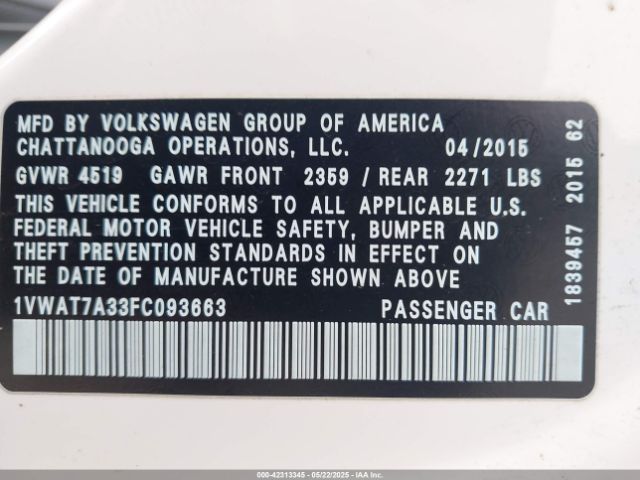 MFD BY VOLKSWAGEN GROUP OF AMERICA
CHATTANOOGA OPERATIONS, LLC. 04/2015
GVWR 4519 GAWR FRONT 2359 / REAR 2271 LBS
THIS VEHICLE CONFORMS TO ALL APPLICABLE U.S.
FEDERAL MOTOR VEHICLE SAFETY, BUMPER AND
THEFT PREVENTION STANDARDS IN EFFECT ON
THE DATE OF MANUFACTURE SHOWN ABOVE
1VWAT7A33FC093663 PASSENGER CAR
1839457 2015 62
000-42313345 - 05/22/2025 - IAA Inc.